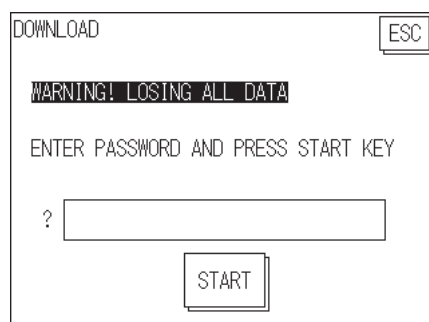 DOWNLOAD
ESC
WARNING! LOSING ALL DATA
ENTER PASSWORD AND PRESS START KEY
?
START